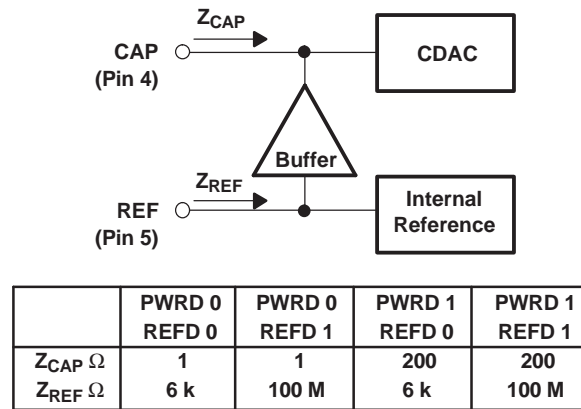 Z_CAP
CAP
(Pin 4)
CDAC
Buffer
Z_REF
REF
(Pin 5)
Internal
Reference
PWRD 0 PWRD 0 PWRD 1 PWRD 1
REFD 0 REFD 1 REFD 0 REFD 1
Z_CAP Ω 1 1 200 200
Z_REF Ω 6 k 100 M 6 k 100 M